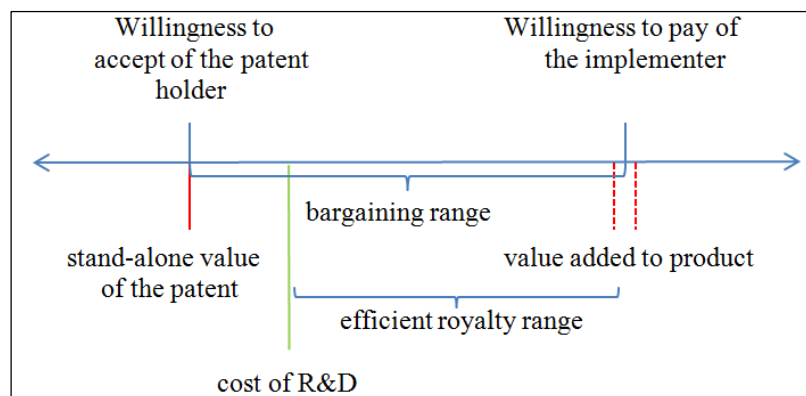 Willingness to
accept of the patent
holder
Willingness to pay of
the implementer
bargaining range
stand-alone value
of the patent
value added to product
efficient royalty range
cost of R&D